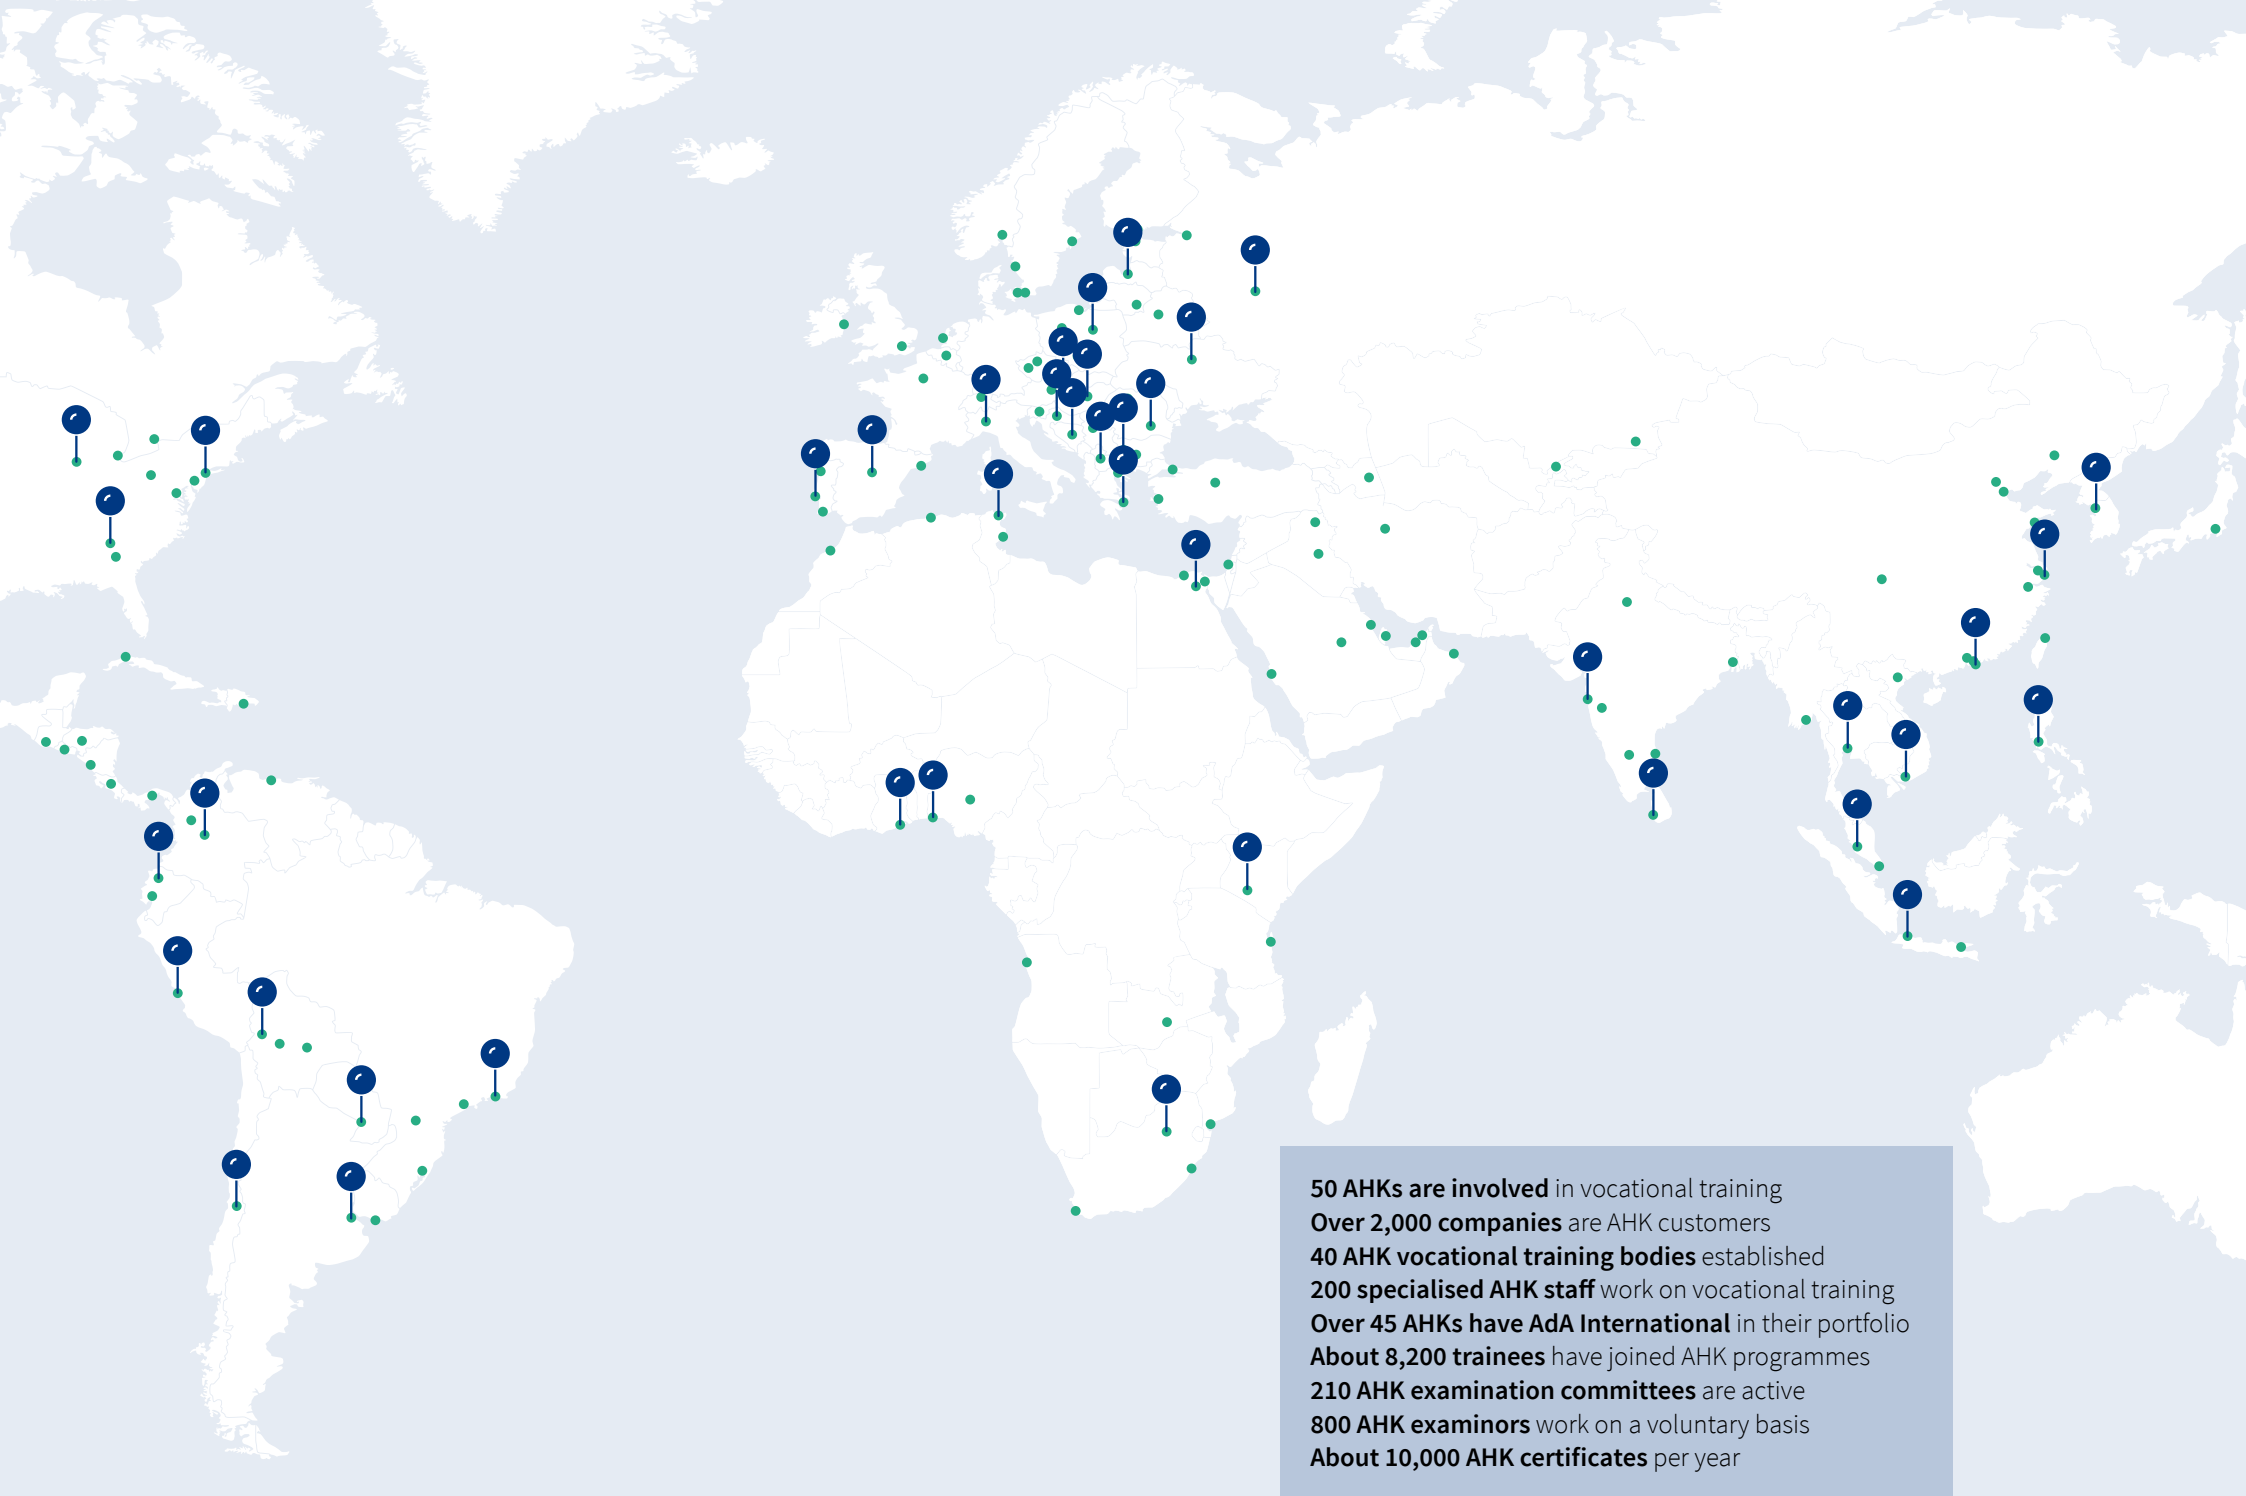 50 AHKs are involved in vocational training
Over 2,000 companies are AHK customers
40 AHK vocational training bodies established
200 specialised AHK staff work on vocational training
Over 45 AHKs have AdA International in their portfolio
About 8,200 trainees have joined AHK programmes
210 AHK examination committees are active
800 AHK examinors work on a voluntary basis
About 10,000 AHK certificates per year